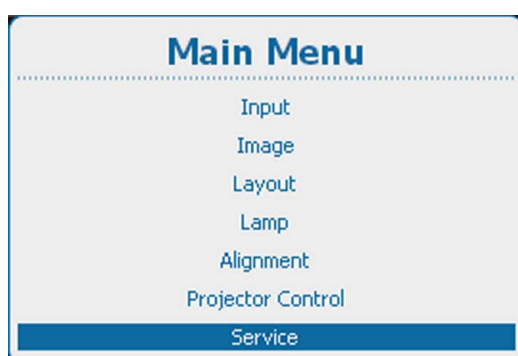 Main Menu
Input
Image
Layout
Lamp
Alignment
Projector Control
Service